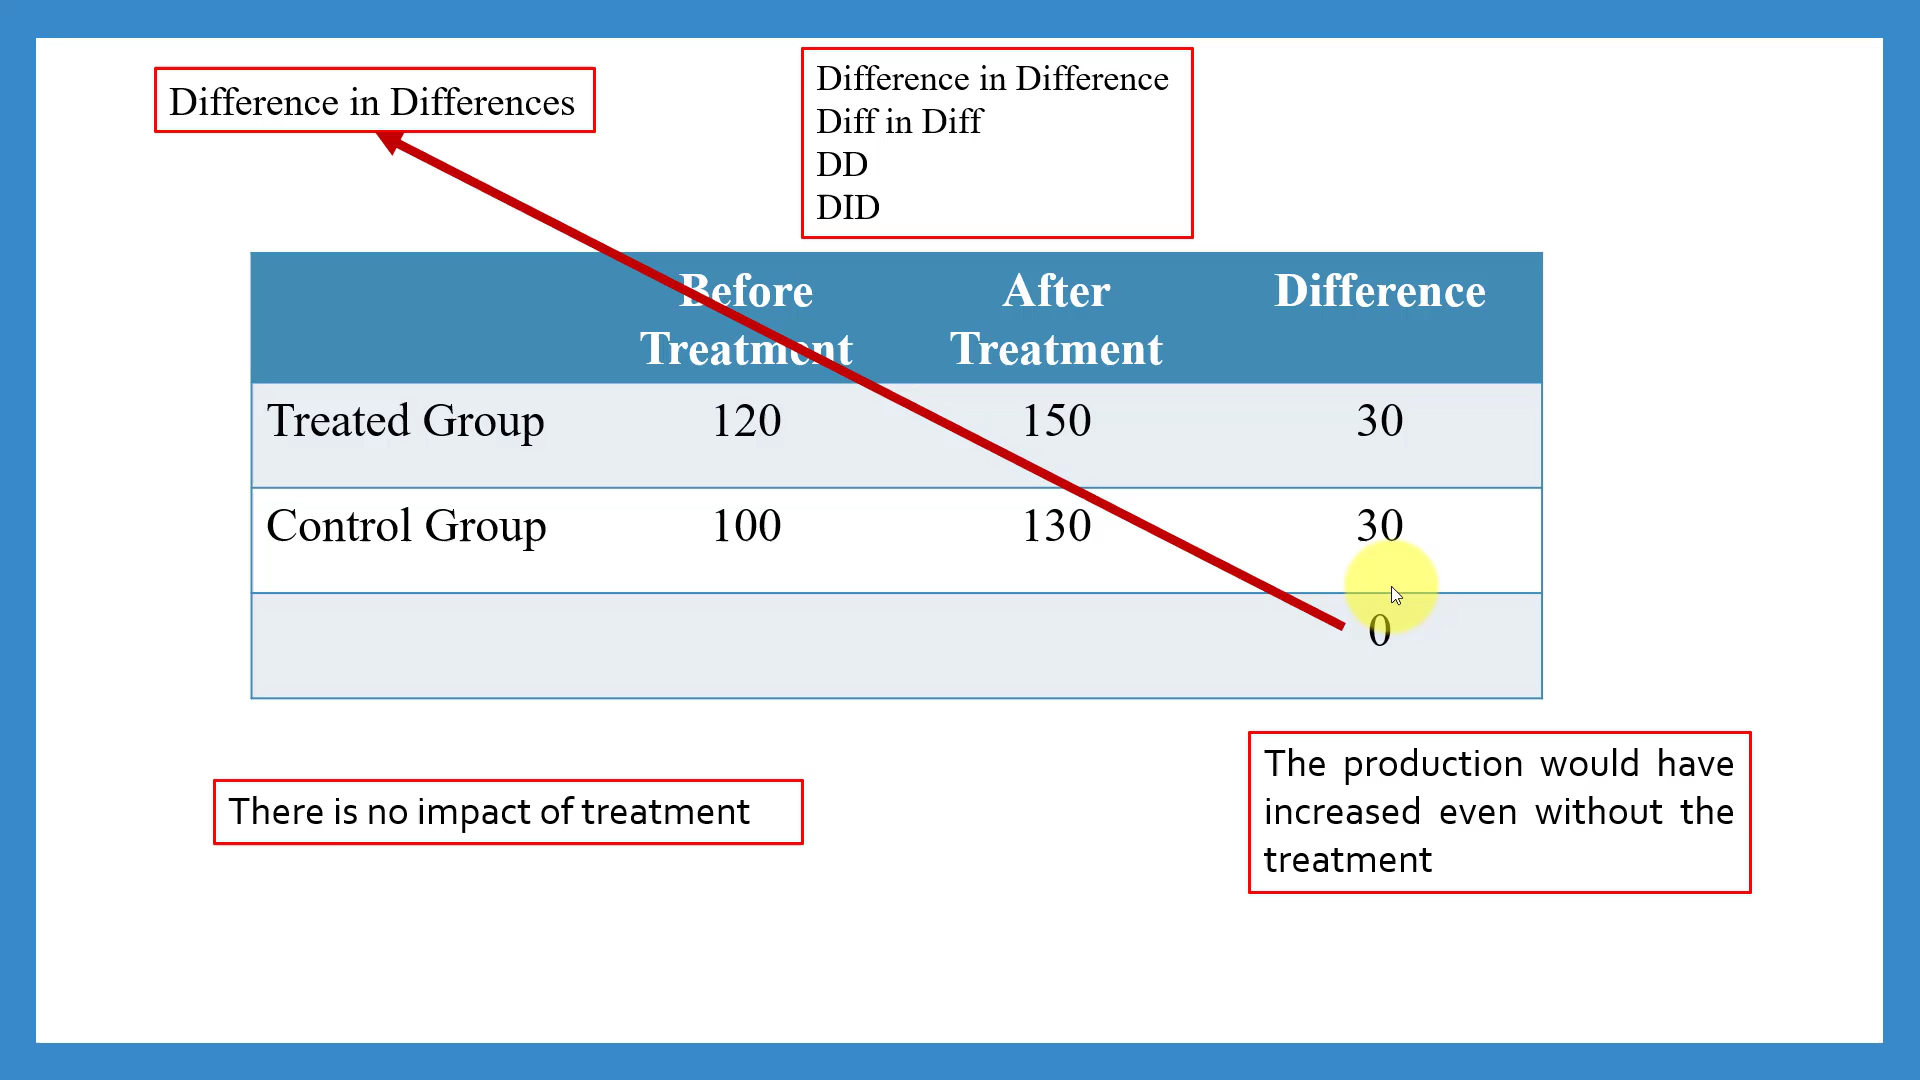 Difference in Differences
Difference in Difference
Diff in Diff
DD
DID
Before Treatment After Treatment Difference
Treated Group 120 150 30
Control Group 100 130 30
0
There is no impact of treatment
The production would have
increased even without the
treatment